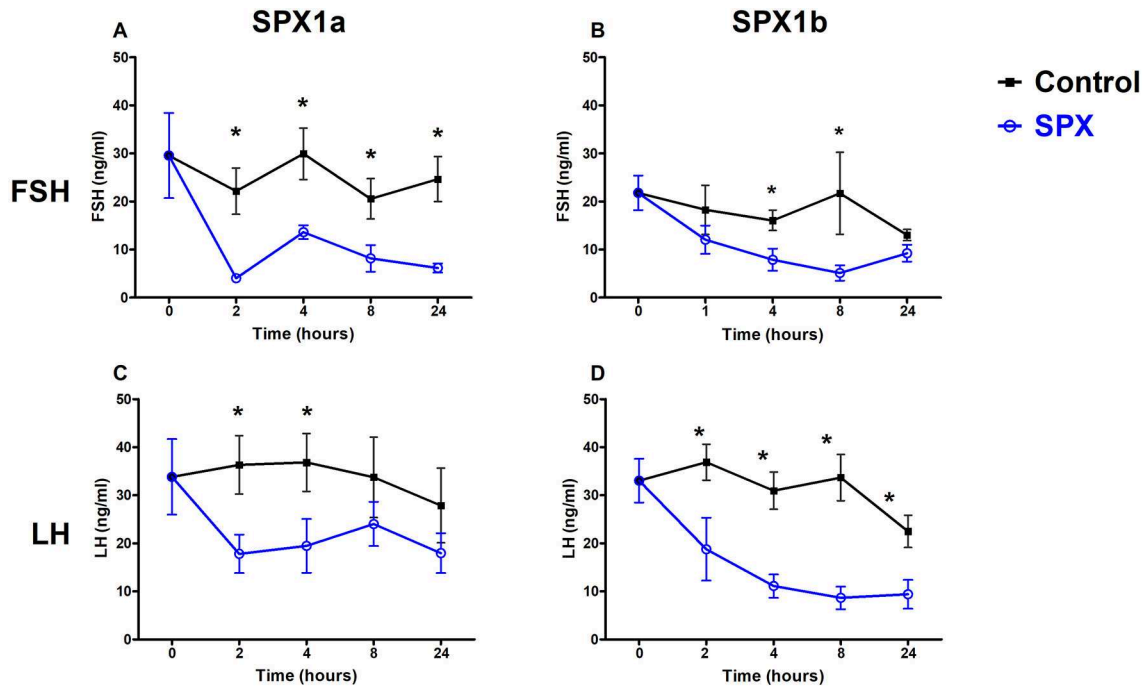 SPX1a
SPX1b
A
50
40
30
20
10
0
FSH (ng/ml)
* * * *
0 2 4 8 24
Time (hours)
B
50
40
30
20
10
0
FSH (ng/ml)
* *
0 1 4 8 24
Time (hours)
Control
SPX
FSH
C
50
40
30
20
10
0
LH (ng/ml)
* *
0 2 4 8 24
Time (hours)
D
50
40
30
20
10
0
LH (ng/ml)
* * * *
0 2 4 8 24
Time (hours)
LH